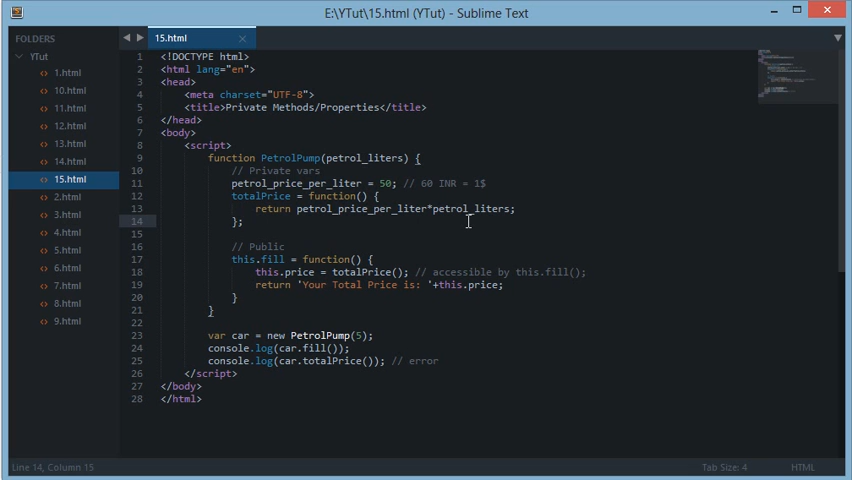 E:\YTut\15.html (YTut) - Sublime Text
FOLDERS
YTut
1.html
10.html
11.html
12.html
13.html
14.html
15.html
2.html
3.html
4.html
5.html
6.html
7.html
8.html
9.html
15.html
1 <!DOCTYPE html>
2 <html lang="en">
3 <head>
4 <meta charset="UTF-8">
5 <title>Private Methods/Properties</title>
6 </head>
7 <body>
8 <script>
9 function PetrolPump(petrol_liters) {
10 // Private vars
11 petrol_price_per_liter = 50; // 60 INR = 1$
12 totalPrice = function() {
13 return petrol_price_per_liter*petrol_liters;
14 };
15
16 // Public
17 this.fill = function() {
18 this.price = totalPrice(); // accessible by this.fill();
19 return 'Your Total Price is: '+this.price;
20 }
21 }
22
23 var car = new PetrolPump(5);
24 console.log(car.fill());
25 console.log(car.totalPrice()); // error
26 </script>
27 </body>
28 </html>
Line 14, Column 15
Tab Size: 4
HTML